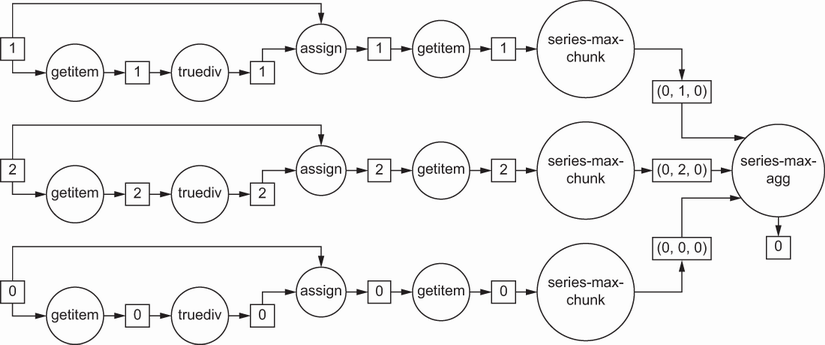 1
getitem
1
truediv
1
assign
1
getitem
1
series-max-
chunk
(0, 1, 0)
2
getitem
2
truediv
2
assign
2
getitem
2
series-max-
chunk
(0, 2, 0)
series-max-
agg
0
0
getitem
0
truediv
0
assign
0
getitem
0
series-max-
chunk
(0, 0, 0)